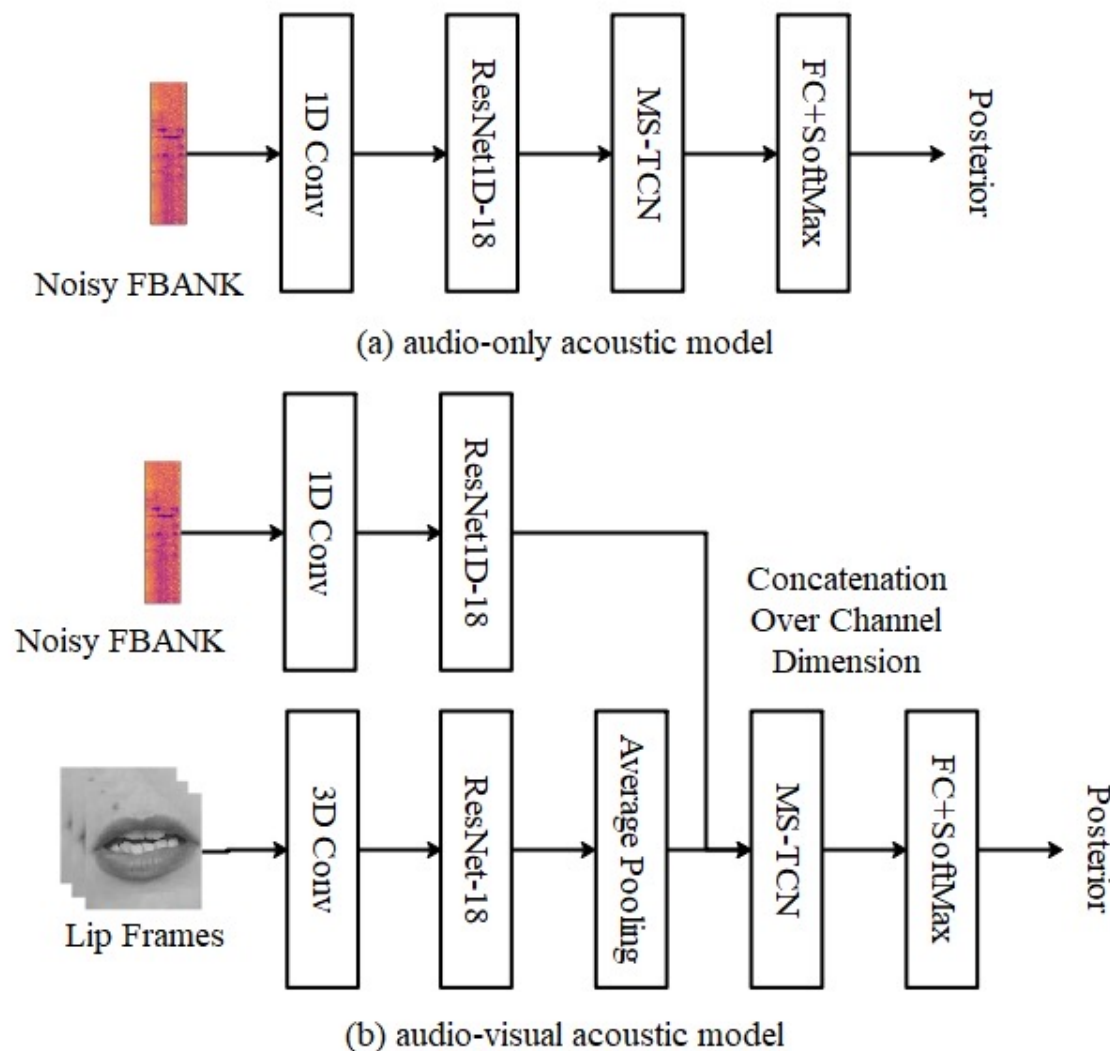 Noisy FBANK
1D Conv
ResNet1D-18
MS-TCN
FC+SoftMax
Posterior
(a) audio-only acoustic model
Noisy FBANK
1D Conv
ResNet1D-18
Concatenation
Over Channel
Dimension
Lip Frames
3D Conv
ResNet-18
Average Pooling
MS-TCN
FC+SoftMax
Posterior
(b) audio-visual acoustic model